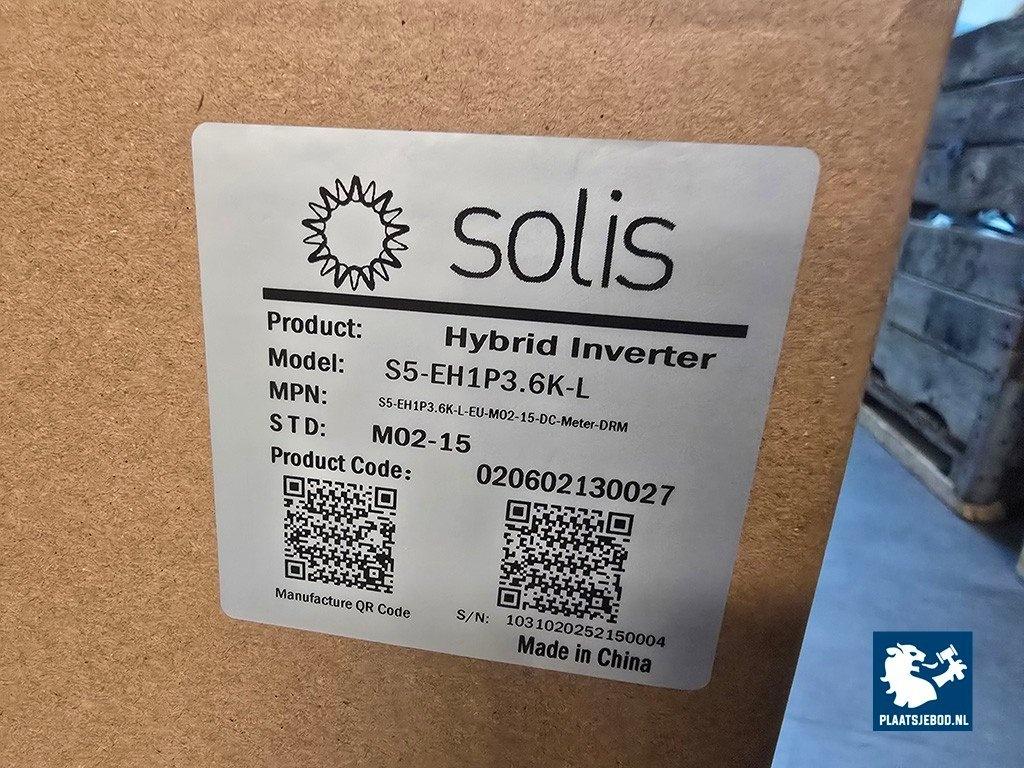 solis
Product: Hybrid Inverter
Model: S5-EH1P3.6K-L
MPN: S5-EH1P3.6K-L-EU-M02-15-DC-Meter-DRM
STD: M02-15
Product Code: 020602130027
Manufacture QR Code
S/N: 1031020252150004
Made in China
PLAATSJEBOD.NL